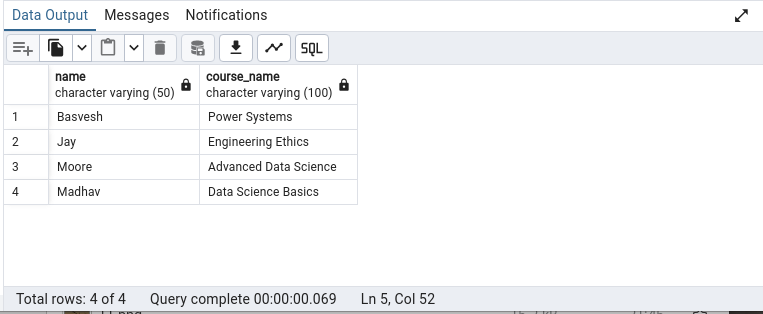 Data Output Messages Notifications
SQL
name course_name
character varying (50) character varying (100)
1 Basvesh Power Systems
2 Jay Engineering Ethics
3 Moore Advanced Data Science
4 Madhav Data Science Basics
Total rows: 4 of 4 Query complete 00:00:00.069 Ln 5, Col 52